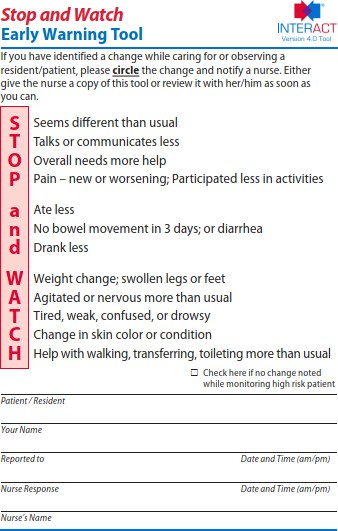 Stop and Watch
Early Warning Tool
INTERACT
Version 4.0 Tool
If you have identified a change while caring for or observing a
resident/patient, please circle the change and notify a nurse. Either
give the nurse a copy of this tool or review it with her/him as soon as
you can.
S Seems different than usual
T Talks or communicates less
O Overall needs more help
P Pain – new or worsening; Participated less in activities
a Ate less
n No bowel movement in 3 days; or diarrhea
d Drank less
W Weight change; swollen legs or feet
A Agitated or nervous more than usual
T Tired, weak, confused, or drowsy
C Change in skin color or condition
H Help with walking, transferring, toileting more than usual
☐ Check here if no change noted
while monitoring high risk patient
Patient / Resident
Your Name
Reported to Date and Time (am/pm)
Nurse Response Date and Time (am/pm)
Nurse's Name